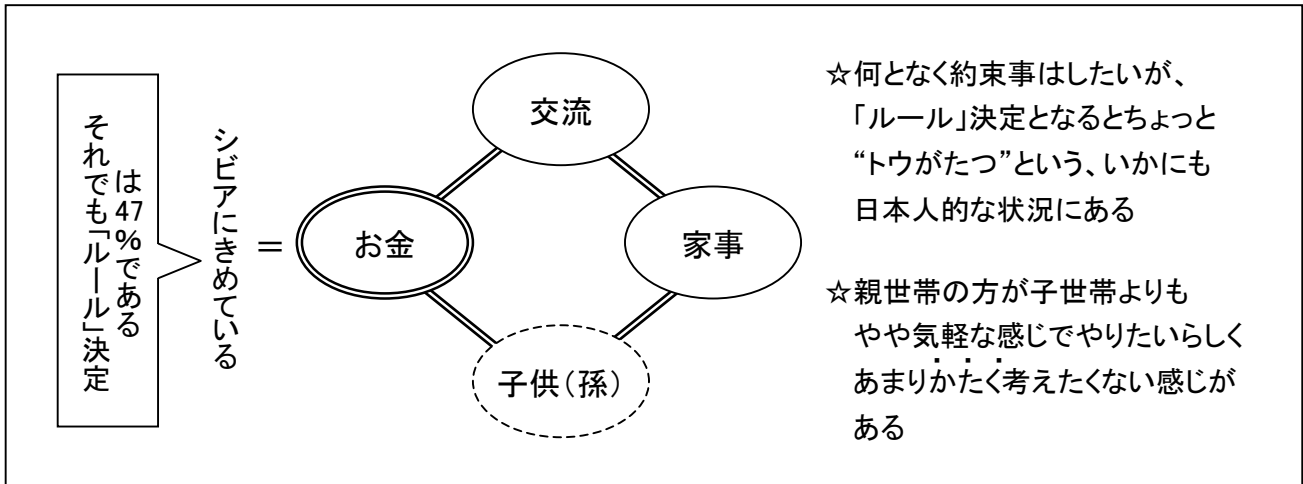 それでも「ルール」決定
は47%である
シビアにきめている
=
交流
お金
家事
子供(孫)
☆何となく約束事はしたいが、
「ルール」決定となるとちょっと
“トウがたつ”という、いかにも
日本人的な状況にある
☆親世帯の方が子世帯よりも
やや気軽な感じでやりたいらしく
あまりかたく考えたくない感じが
ある